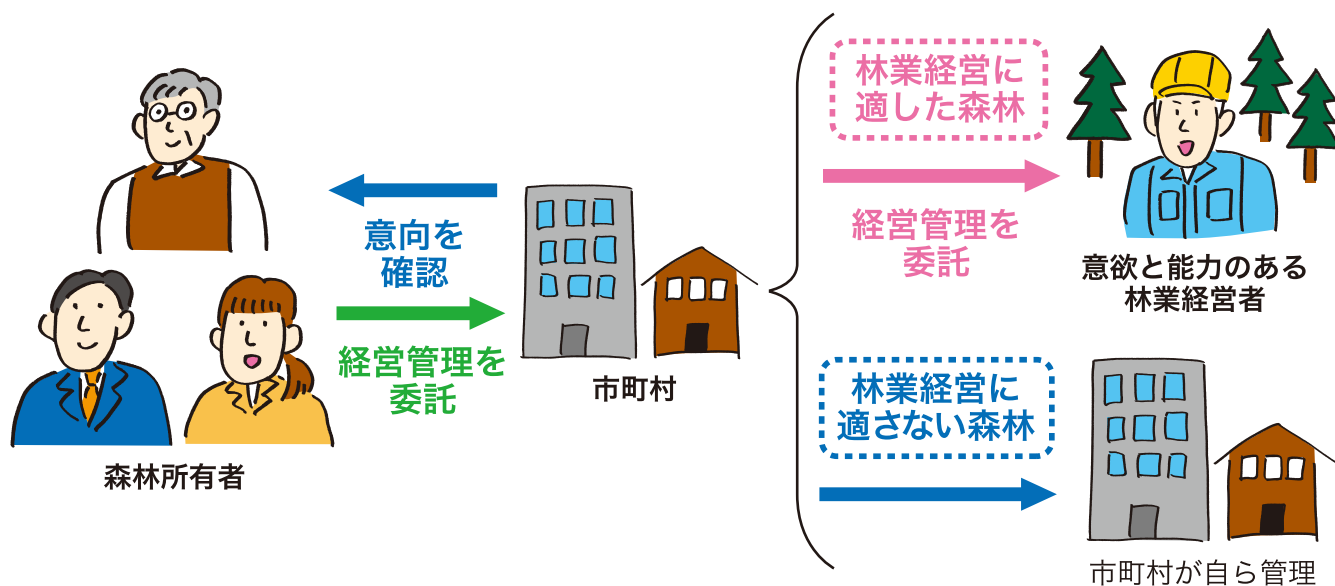 意向を
確認
経営管理を
委託
森林所有者
市町村
林業経営に
適した森林
経営管理を
委託
意欲と能力のある
林業経営者
林業経営に
適さない森林
市町村が自ら管理